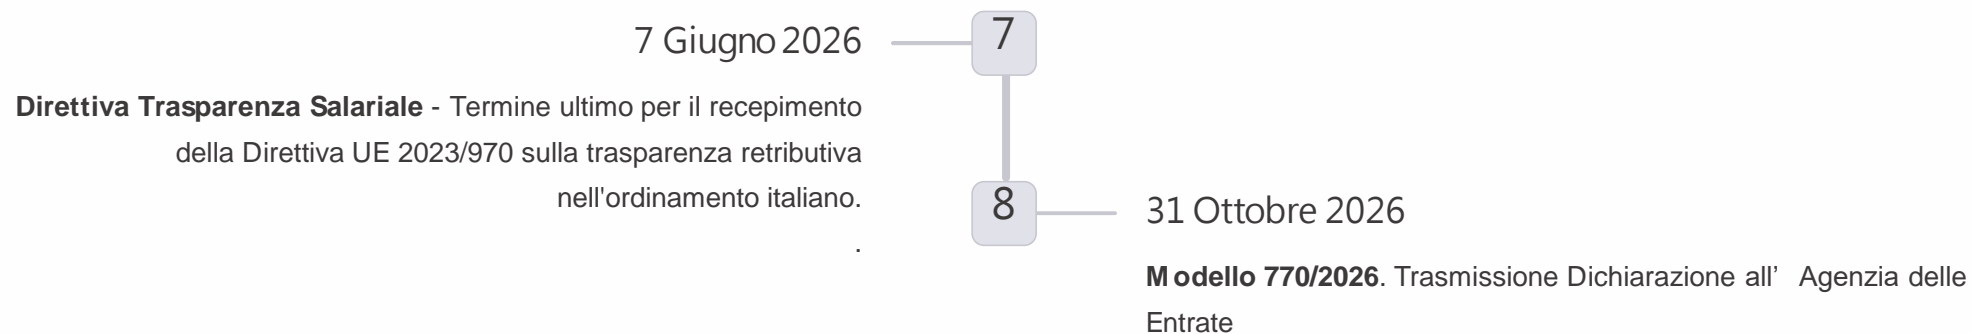 7 Giugno 2026
7
Direttiva Trasparenza Salariale - Termine ultimo per il recepimento
della Direttiva UE 2023/970 sulla trasparenza retributiva
nell'ordinamento italiano.
.
8
31 Ottobre 2026
Modello 770/2026. Trasmissione Dichiarazione all’ Agenzia delle
Entrate